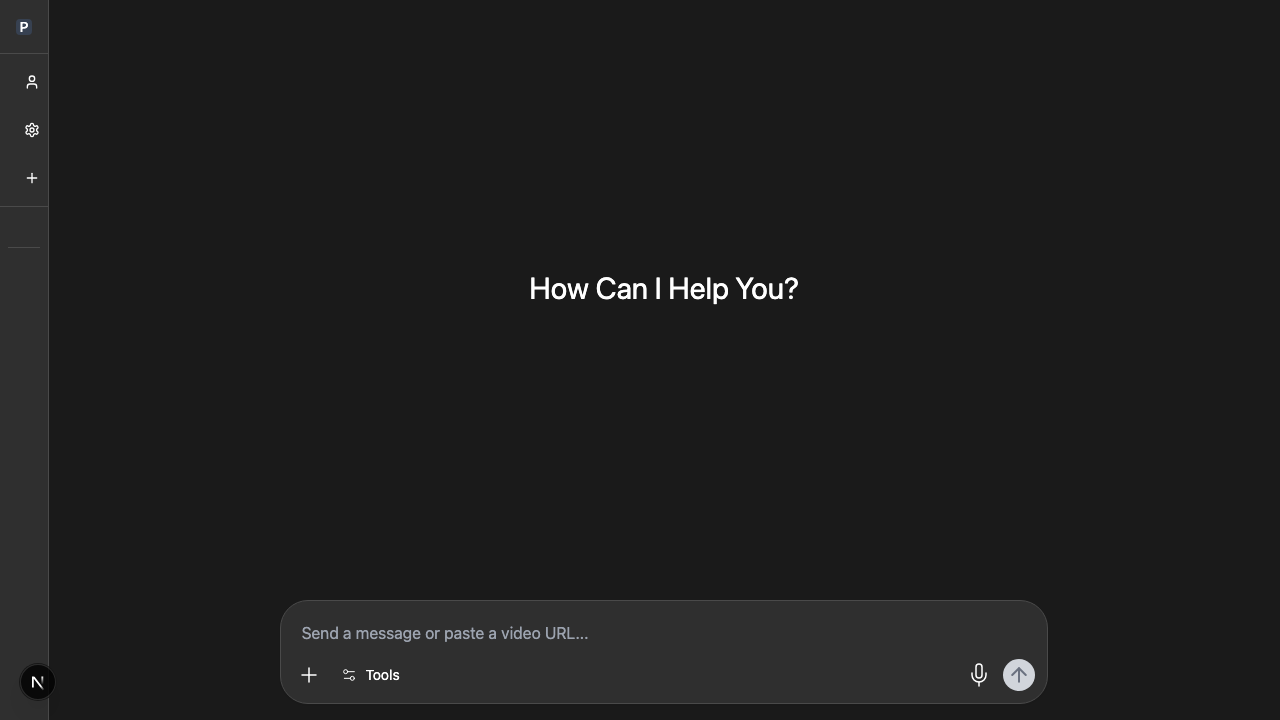 P
How Can I Help You?
Send a message or paste a video URL...
Tools
N